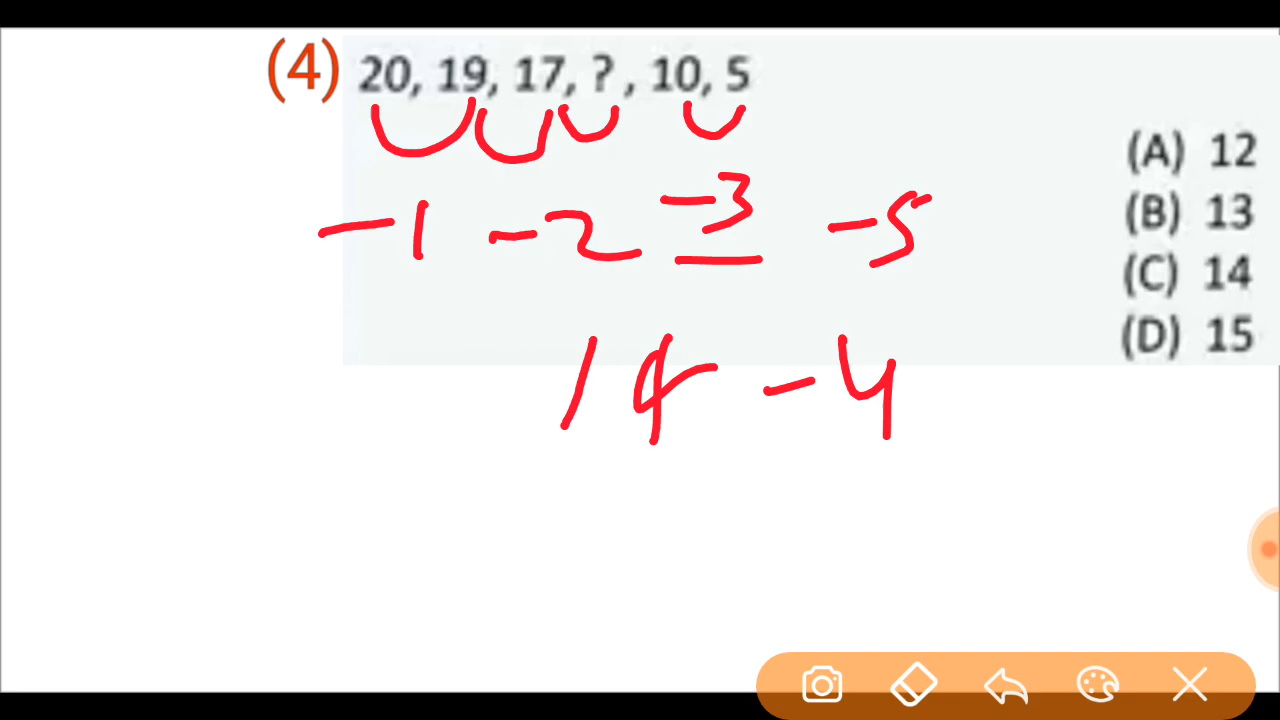 (4) 20, 19, 17, ? , 10, 5
(A) 12
(B) 13
(C) 14
(D) 15
-1 -2 -3 -5
14 -4